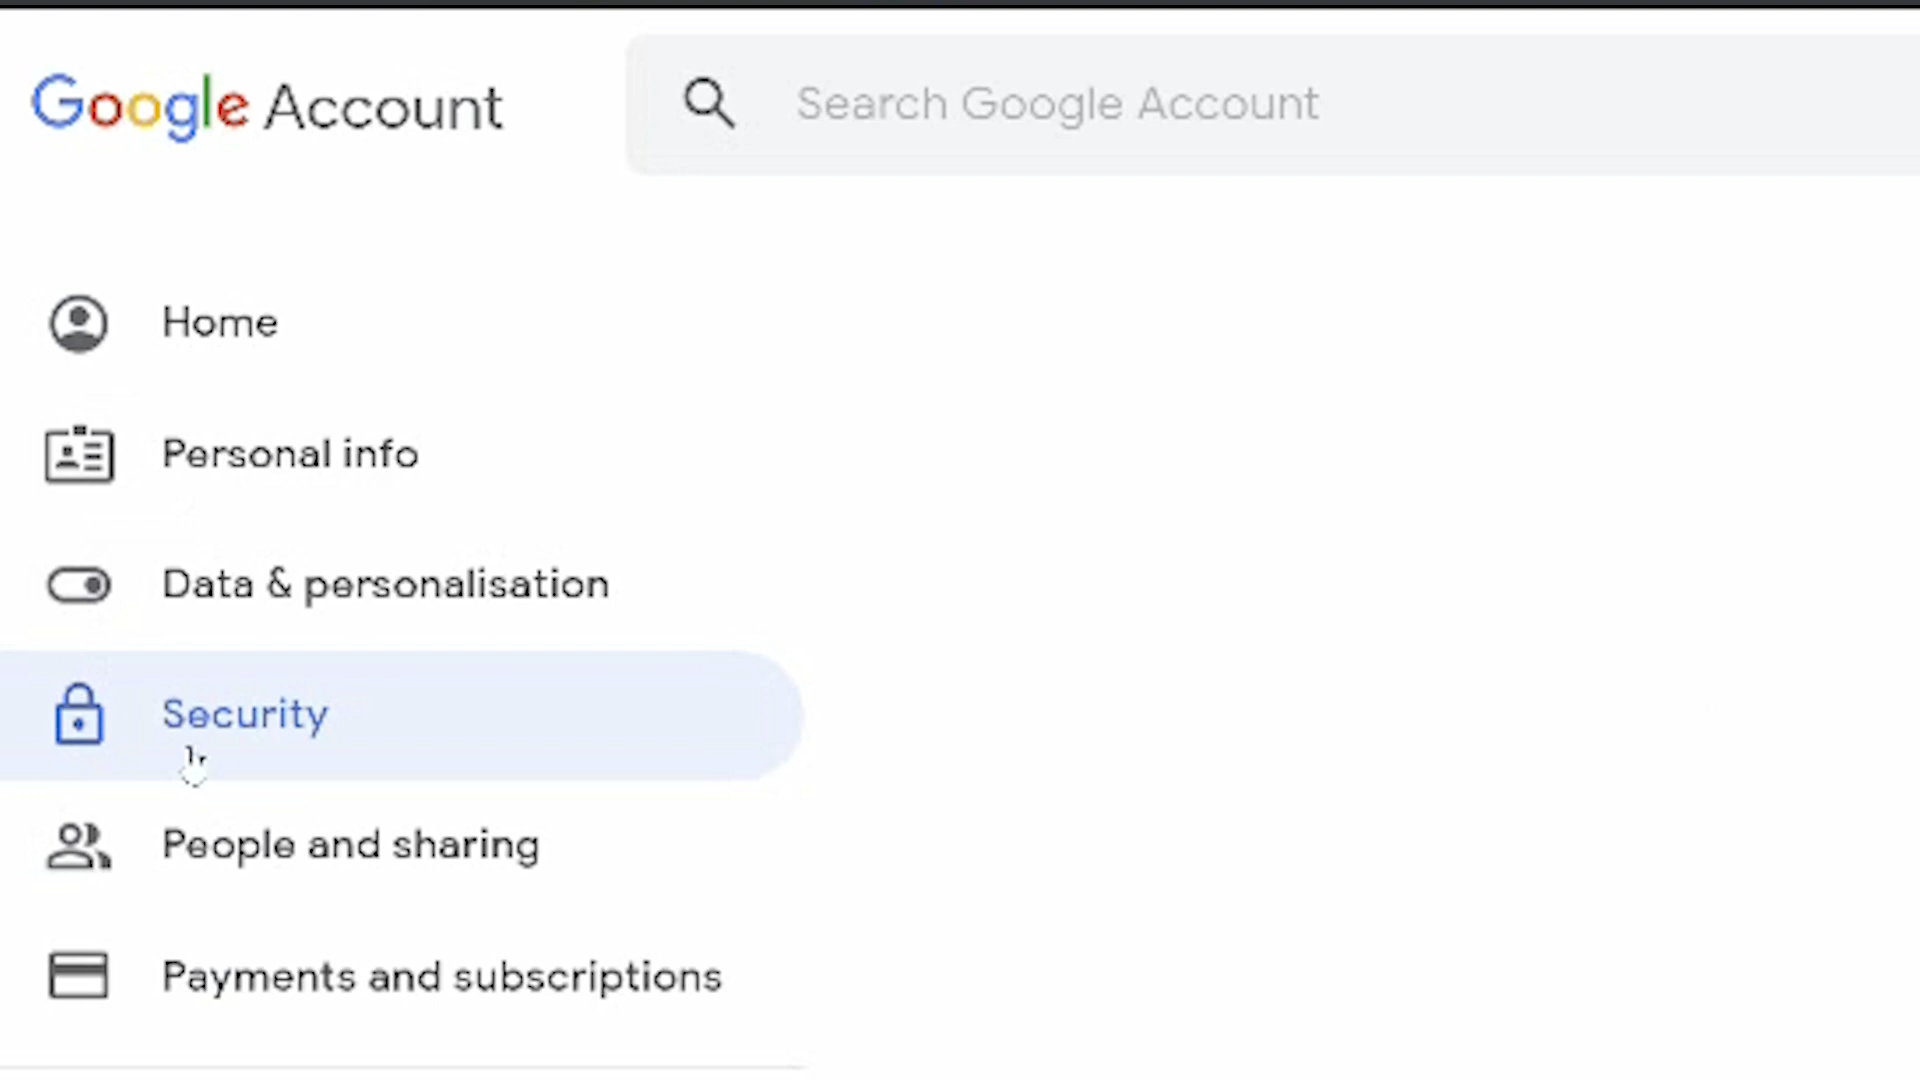 Google Account
Search Google Account
Home
Personal info
Data & personalisation
Security
People and sharing
Payments and subscriptions